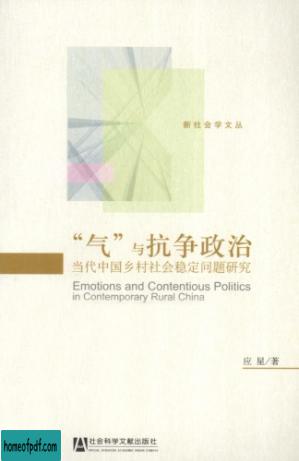 新社会学文丛
“气”与抗争政治
当代中国乡村社会稳定问题研究
Emotions and Contentious Politics
in Contemporary Rural China
应 星/著
社会科学文献出版社
homeofpdf.com
homeofpdf.com